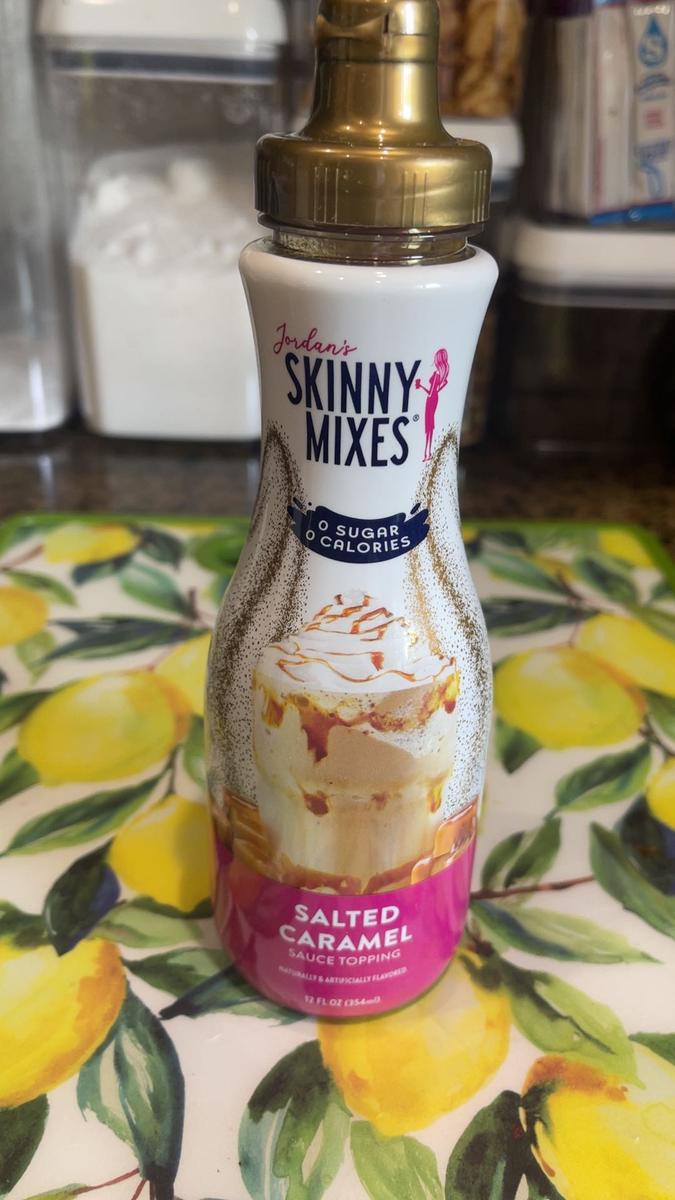 Jordan's
SKINNY
MIXES®
0 SUGAR
0 CALORIES
SALTED
CARAMEL
SAUCE TOPPING
NATURALLY & ARTIFICIALLY FLAVORED
12 FL OZ (354ml)